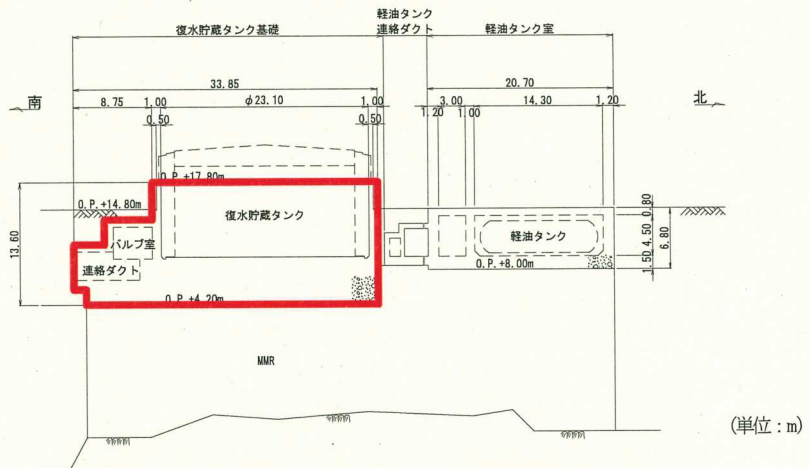 軽油タンク
復水貯蔵タンク基礎
連絡ダクト
軽油タンク室
33.85
20.70
南
8.75
1.00
φ23.10
1.00
3.00
14.30
1.20
北
0.50
0.50
1.20
1.00
O.P.+17.80m
O.P.+14.80m
復水貯蔵タンク
0.80
13.60
バルブ室
軽油タンク
4.50
6.80
連絡ダクト
O.P.+8.00m
1.50
O.P.+4.20m
MMR
(単位:m)